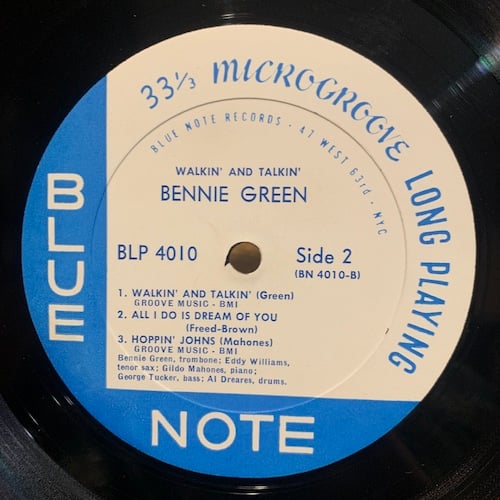 33⅓ MICROGROOVE LONG PLAYING
BLUE NOTE RECORDS · 47 WEST 63rd · NYC
WALKIN' AND TALKIN'
BENNIE GREEN
BLP 4010
Side 2
(BN 4010-B)
1. WALKIN' AND TALKIN' (Green)
GROOVE MUSIC - BMI
2. ALL I DO IS DREAM OF YOU
(Freed-Brown)
3. HOPPIN' JOHNS (Mahones)
GROOVE MUSIC - BMI
Bennie Green, trombone; Eddy Williams,
tenor sax; Gildo Mahones, piano;
George Tucker, bass; Al Dreares, drums.
BLUE
NOTE